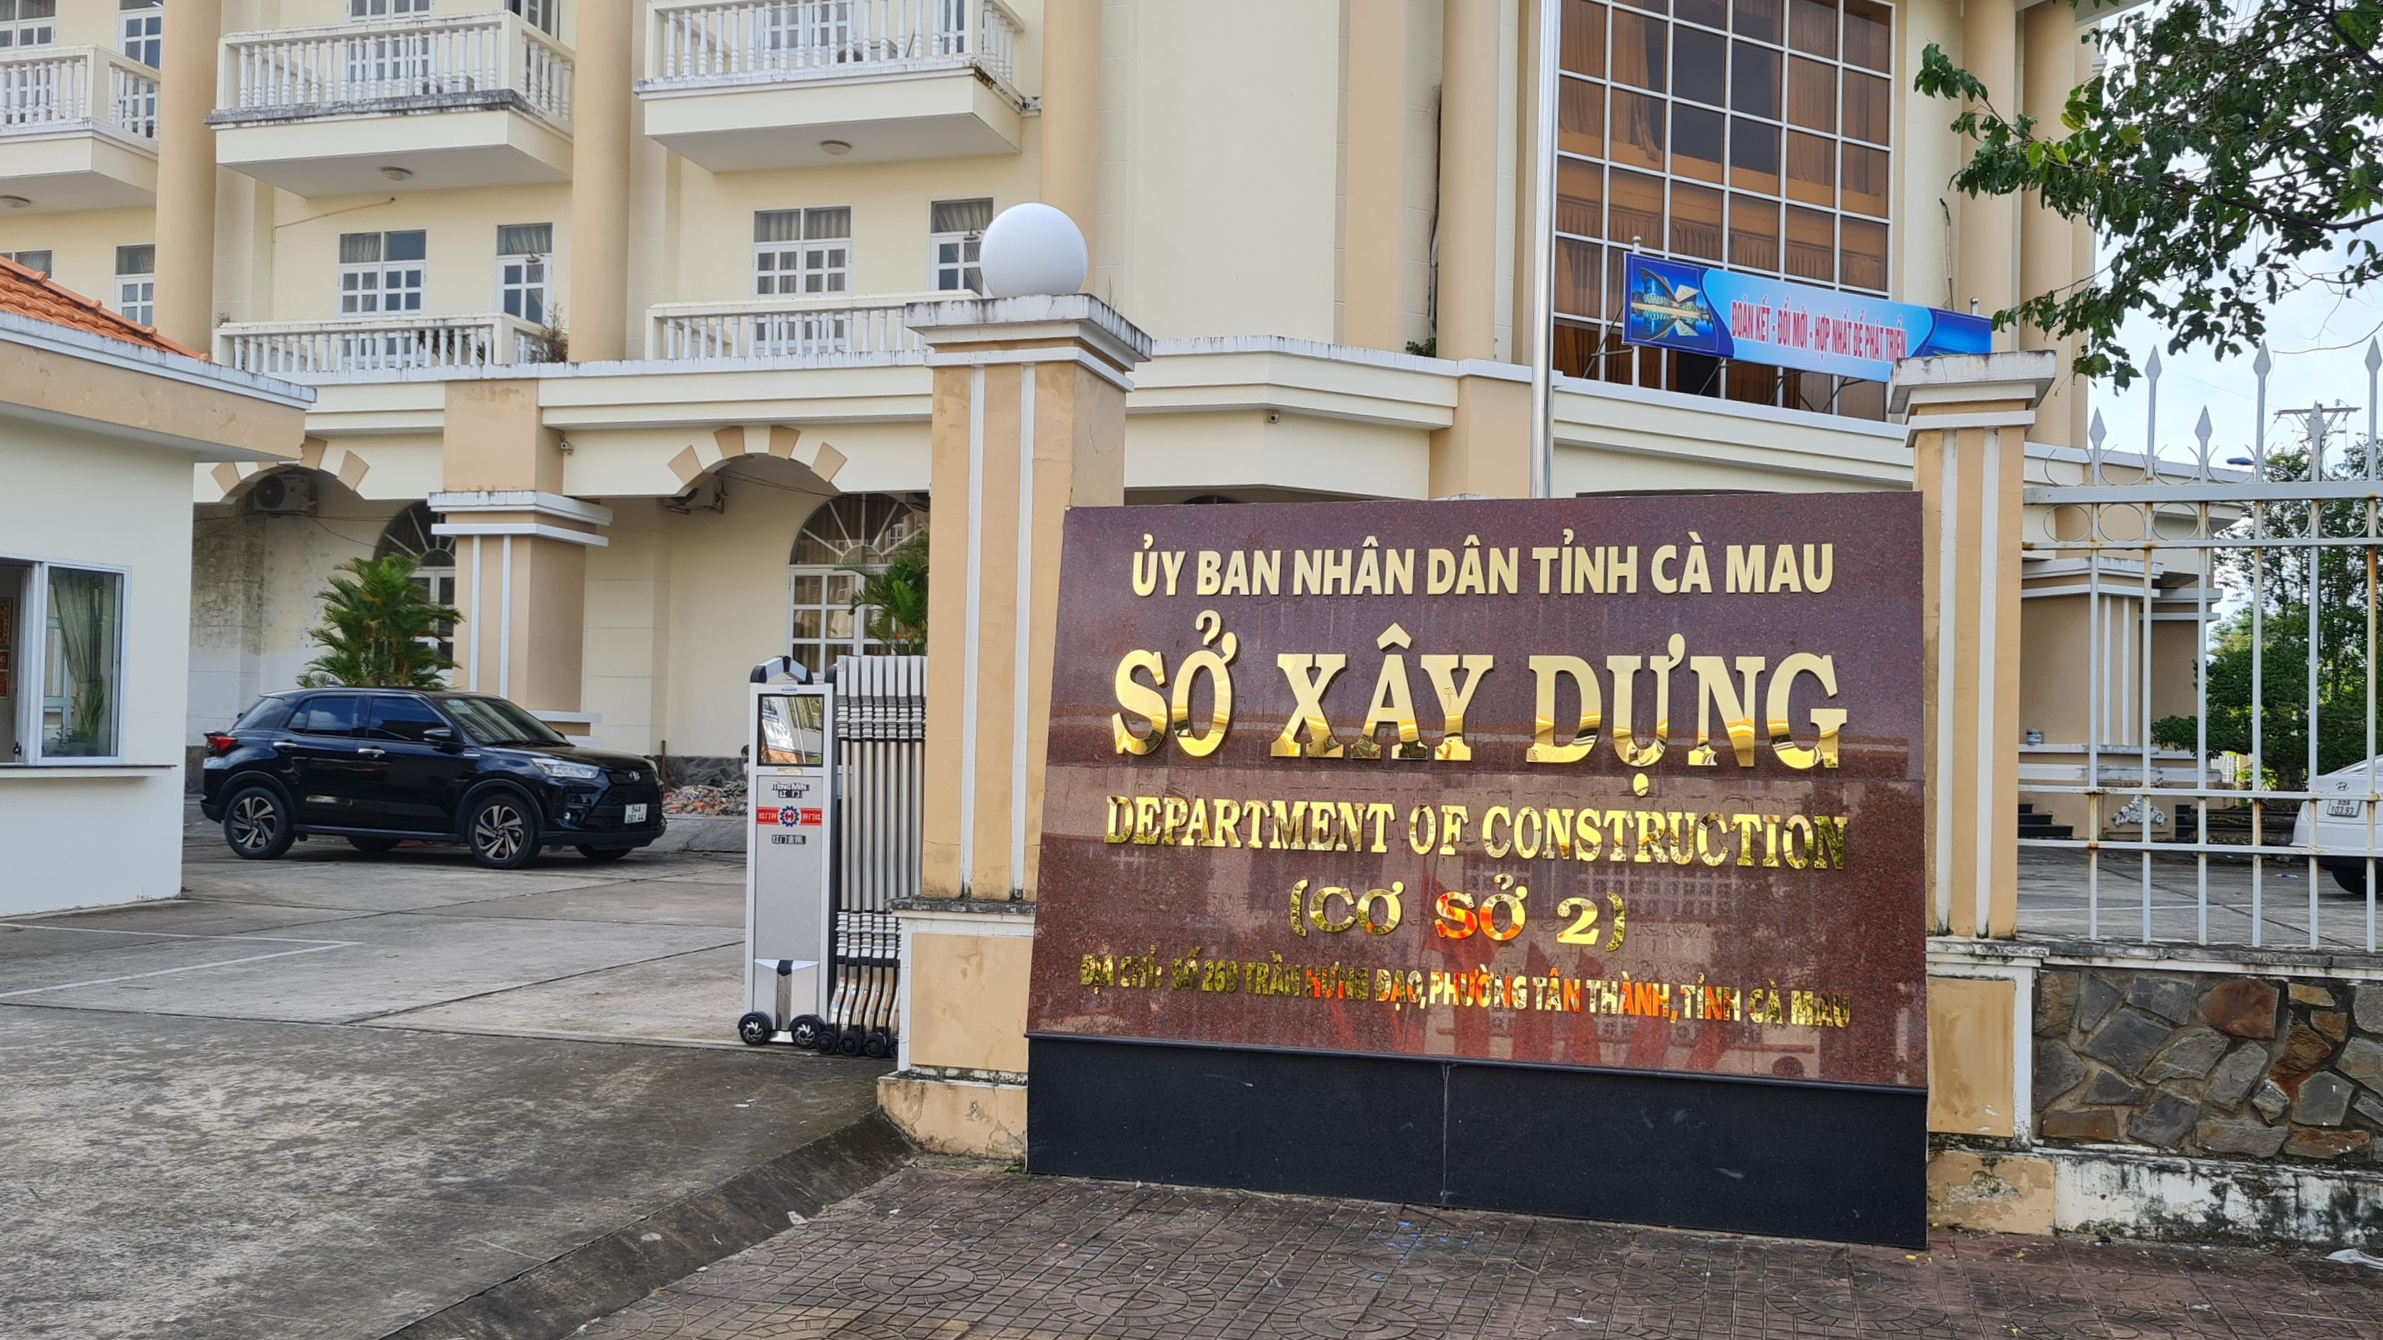 ĐOÀN KẾT - ĐỔI MỚI - HỢP NHẤT ĐỂ PHÁT TRIỂN
ỦY BAN NHÂN DÂN TỈNH CÀ MAU
SỞ XÂY DỰNG
DEPARTMENT OF CONSTRUCTION
(CƠ SỞ 2)
ĐỊA CHỈ: SỐ 269 TRẦN HƯNG ĐẠO, PHƯỜNG TÂN THÀNH, TỈNH CÀ MAU